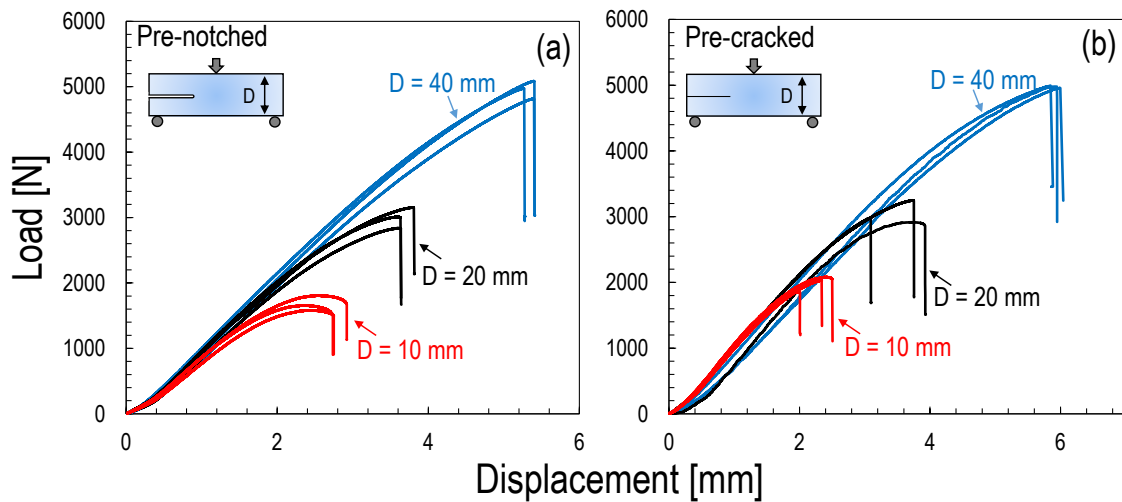 Pre-notched
(a)
D
D = 40 mm
D = 20 mm
D = 10 mm
6000
5000
4000
3000
2000
1000
0
0 2 4 6
Pre-cracked
(b)
D
D = 40 mm
D = 20 mm
D = 10 mm
6000
5000
4000
3000
2000
1000
0
0 2 4 6
Load [N]
Displacement [mm]